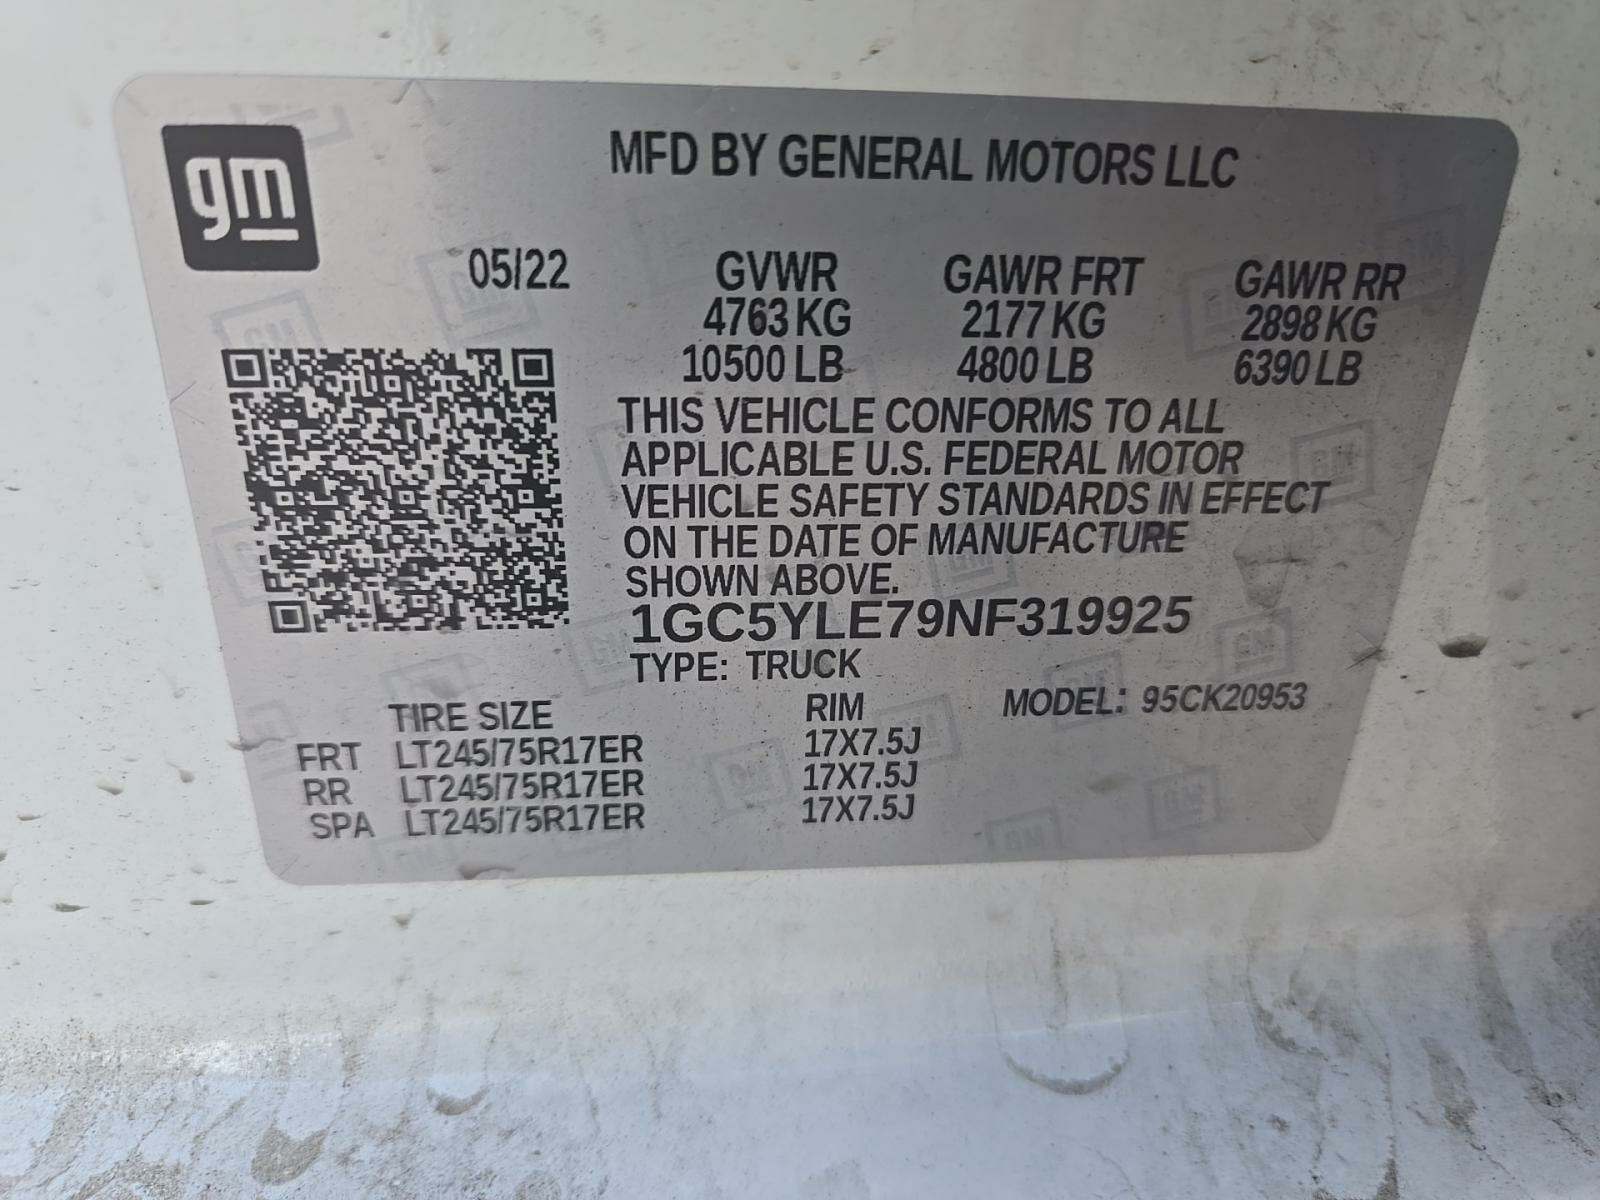 gm
MFD BY GENERAL MOTORS LLC
05/22 GVWR GAWR FRT GAWR RR
4763 KG 2177 KG 2898 KG
10500 LB 4800 LB 6390 LB
THIS VEHICLE CONFORMS TO ALL
APPLICABLE U.S. FEDERAL MOTOR
VEHICLE SAFETY STANDARDS IN EFFECT
ON THE DATE OF MANUFACTURE
SHOWN ABOVE.
1GC5YLE79NF319925
TYPE: TRUCK
TIRE SIZE RIM MODEL: 95CK20953
FRT LT245/75R17ER 17X7.5J
RR LT245/75R17ER 17X7.5J
SPA LT245/75R17ER 17X7.5J